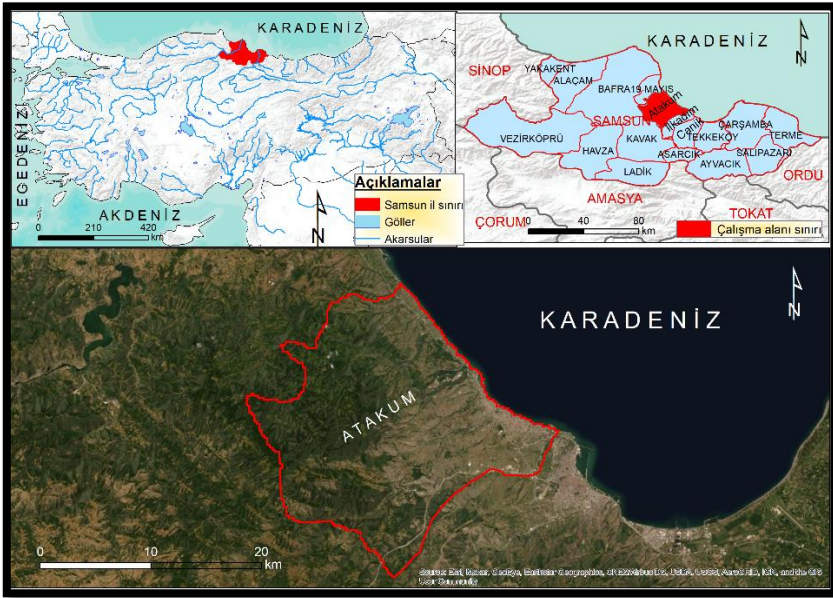 KARADENİZ
EGEDENİZİ
AKDENİZ
0 210 420
km
N
Açıklamalar
Samsun il sınırı
Göller
Akarsular
KARADENİZ
N
SİNOP
YAKAKENT
ALAÇAM
BAFRA
19 MAYIS
Atakum
SAMSUN
İlkadım
Canik
ÇARŞAMBA
TEKKEKÖY
TERME
VEZİRKÖPRÜ
KAVAK
HAVZA
ASARCIK
SALIPAZARI
AYVACIK
LADİK
ORDU
AMASYA
ÇORUM
TOKAT
0 40 80
km
Çalışma alanı sınırı
KARADENİZ
N
ATAKUM
0 10 20
km
User Community